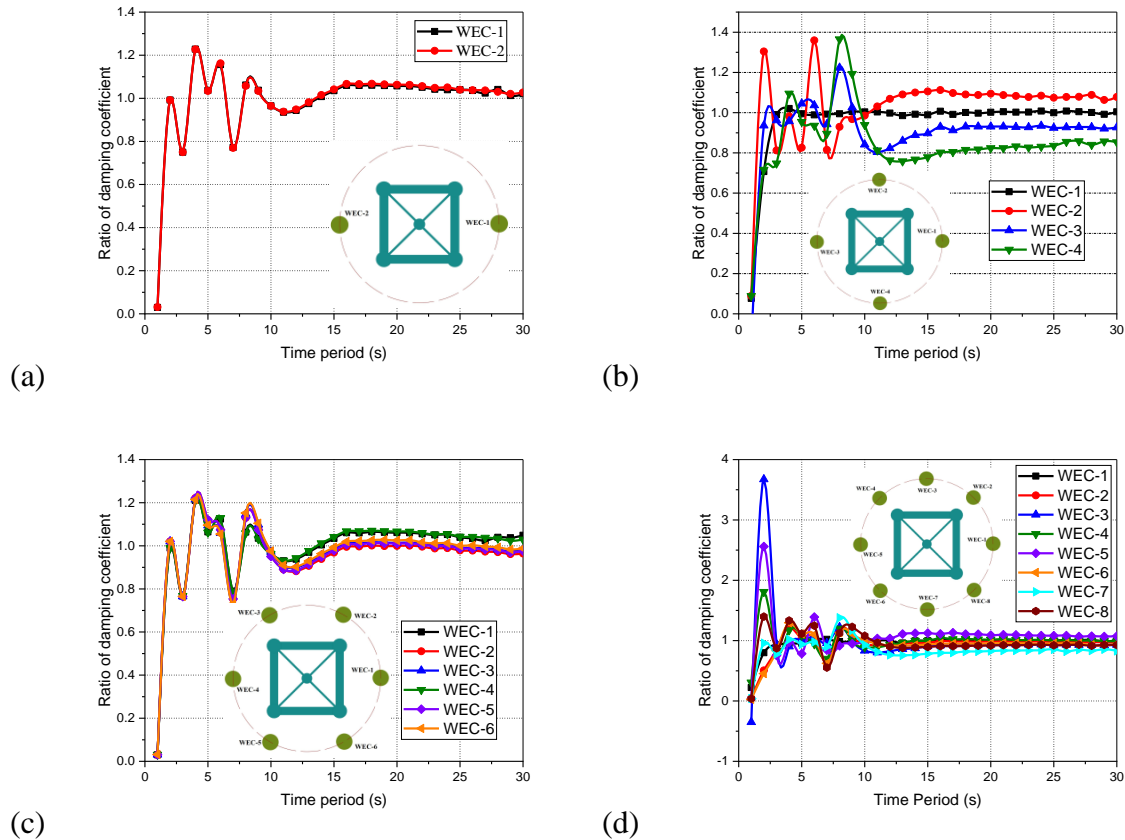 1.4
1.2
1.0
0.8
0.6
0.4
0.2
0.0
0 5 10 15 20 25 30
Time period (s)
Ratio of damping coefficient
WEC-1
WEC-2
WEC-2
WEC-1
(a)
1.4
1.2
1.0
0.8
0.6
0.4
0.2
0.0
0 5 10 15 20 25 30
Time period (s)
Ratio of damping coefficient
WEC-1
WEC-2
WEC-3
WEC-4
WEC-2
WEC-1
WEC-3
WEC-4
(b)
1.4
1.2
1.0
0.8
0.6
0.4
0.2
0.0
0 5 10 15 20 25 30
Time period (s)
Ratio of damping coefficient
WEC-1
WEC-2
WEC-3
WEC-4
WEC-5
WEC-6
WEC-3
WEC-2
WEC-1
WEC-4
WEC-5
WEC-6
(c)
4
3
2
1
0
-1
0 5 10 15 20 25 30
Time Period (s)
Ratio of damping coefficient
WEC-1
WEC-2
WEC-3
WEC-4
WEC-5
WEC-6
WEC-7
WEC-8
WEC-4
WEC-3
WEC-2
WEC-1
WEC-5
WEC-6
WEC-7
WEC-8
(d)